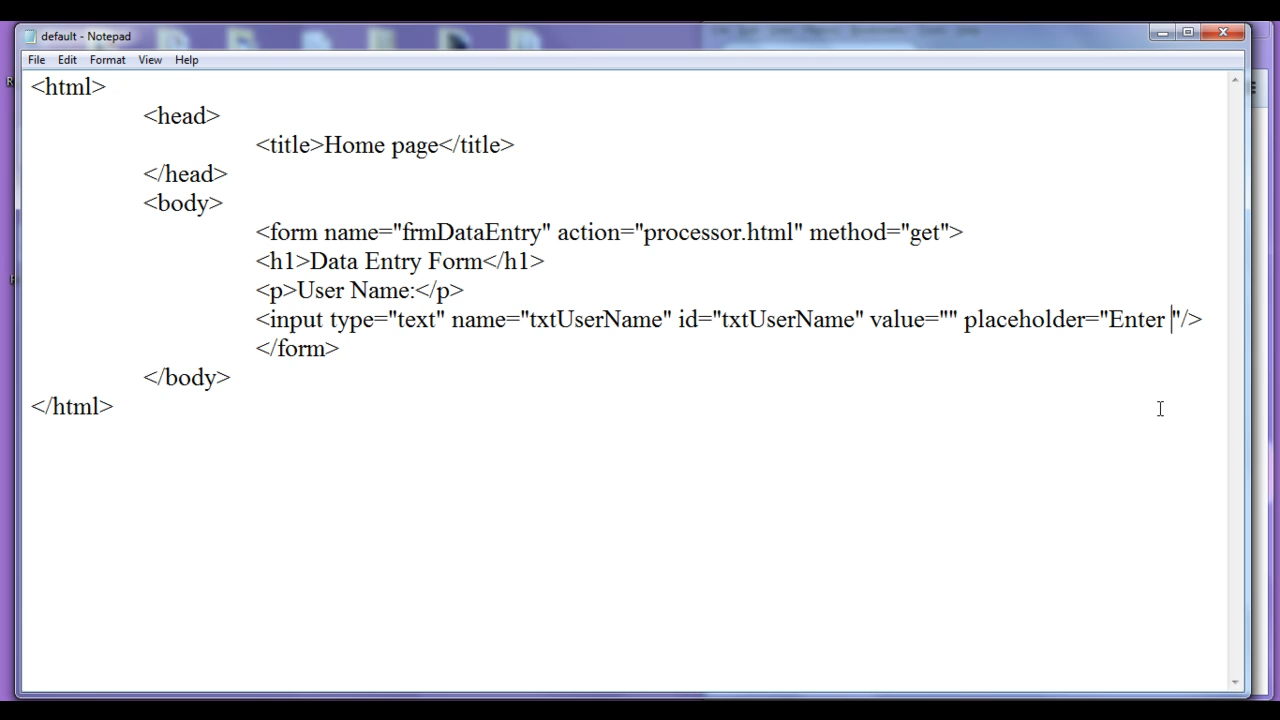 default - Notepad
File Edit Format View Help
<html>
<head>
<title>Home page</title>
</head>
<body>
<form name="frmDataEntry" action="processor.html" method="get">
<h1>Data Entry Form</h1>
<p>User Name:</p>
<input type="text" name="txtUserName" id="txtUserName" value="" placeholder="Enter "/>
</form>
</body>
</html>